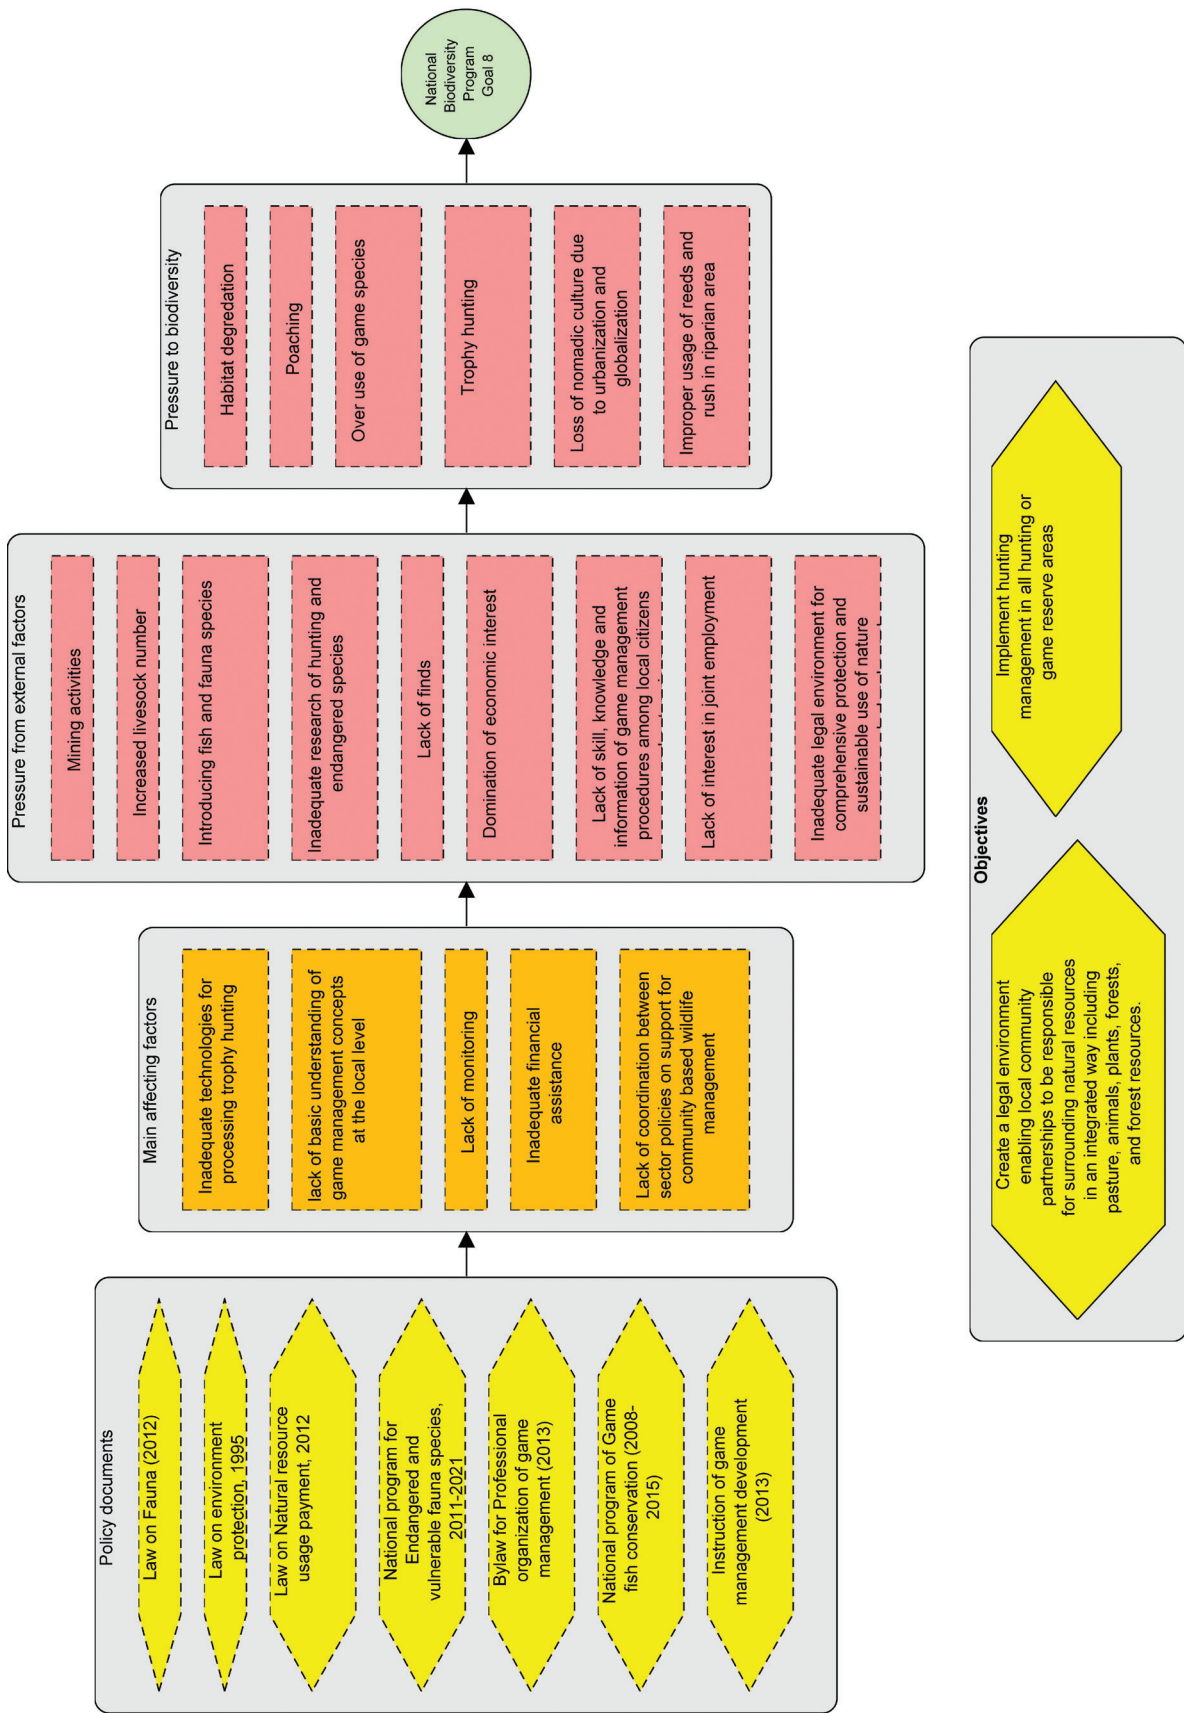 Policy documents
Law on Fauna (2012)
Law on environment
protection, 1995
Law on Natural resource
usage payment, 2012
National program for
Endangered and
vulnerable fauna species,
2011-2021
Bylaw for Professional
organization of game
management (2013)
National program of Game
fish conservation (2008-
2015)
Instruction of game
management development
(2013)
Main affecting factors
Inadequate technologies for
processing trophy hunting
lack of basic understanding of
game management concepts
at the local level
Lack of monitoring
Inadequate financial
assistance
Lack of coordination between
sector policies on support for
community based wildlife
management
Pressure from external factors
Mining activities
Increased livesock number
Introducing fish and fauna species
Inadequate research of hunting and
endangered species
Lack of finds
Domination of economic interest
Lack of skill, knowledge and
information of game management
procedures among local citizens
Lack of interest in joint employment
Inadequate legal environment for
comprehensive protection and
sustainable use of nature
Pressure to biodiversity
Habitat degredation
Poaching
Over use of game species
Trophy hunting
Loss of nomadic culture due
to urbanization and
globalization
Improper usage of reeds and
rush in riparian area
National
Biodiversity
Program
Goal 8
Objectives
Create a legal environment
enabling local community
partnerships to be responsible
for surrounding natural resources
in an integrated way including
pasture, animals, plants, forests,
and forest resources.
Implement hunting
management in all hunting or
game reserve areas